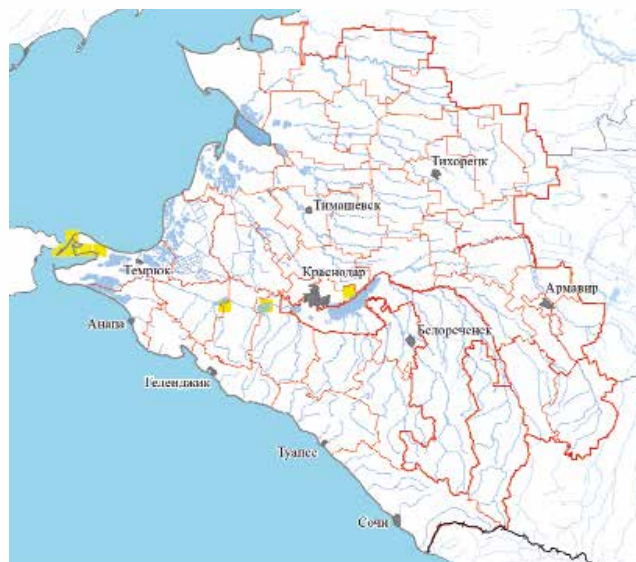 Тихорецк
Тимашевск
Темрюк
Краснодар
Армавир
Анапа
Белореченск
Геленджик
Туапсе
Сочи